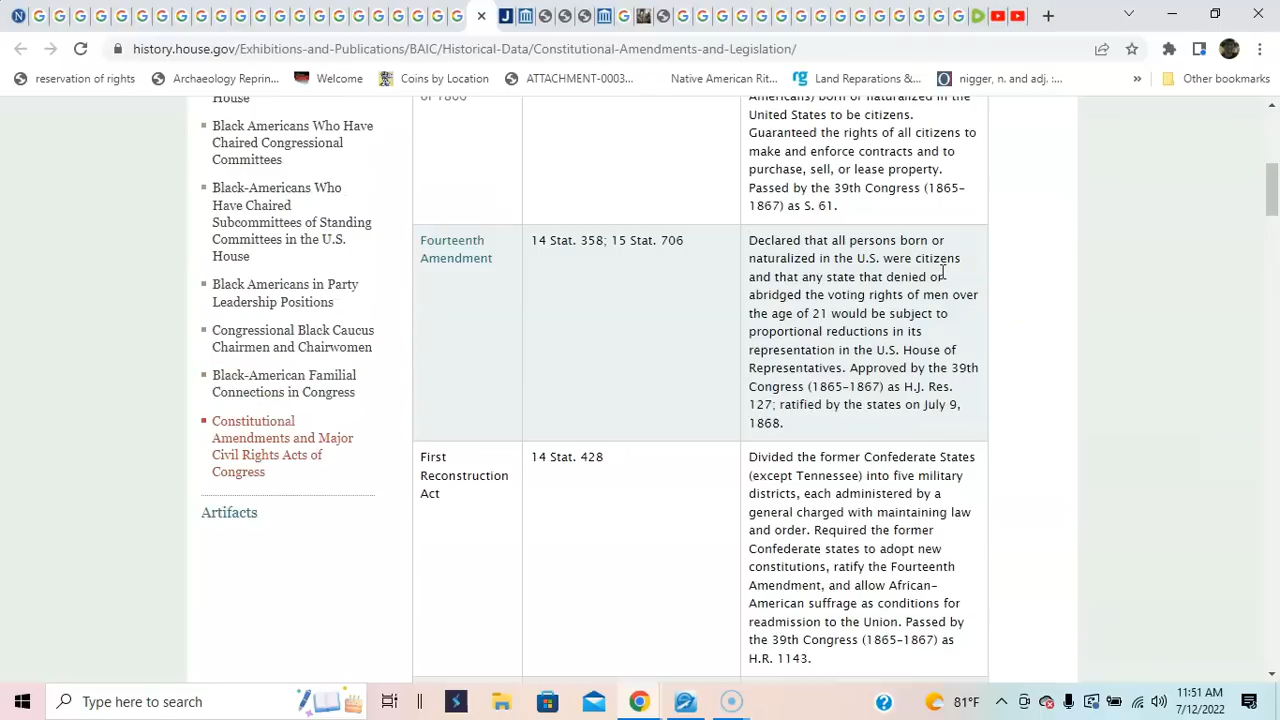 history.house.gov/Exhibitions-and-Publications/BAIC/Historical-Data/Constitutional-Amendments-and-Legislation/
reservation of rights
Archaeology Reprin...
Welcome
Coins by Location
ATTACHMENT-0003...
Native American Rit...
Land Reparations &...
nigger, n. and adj. :...
»
Other bookmarks
House
Black Americans Who Have
Chaired Congressional
Committees
Black-Americans Who
Have Chaired
Subcommittees of Standing
Committees in the U.S.
House
Black Americans in Party
Leadership Positions
Congressional Black Caucus
Chairmen and Chairwomen
Black-American Familial
Connections in Congress
Constitutional
Amendments and Major
Civil Rights Acts of
Congress
Artifacts
of 1866
Americans) born or naturalized in the
United States to be citizens.
Guaranteed the rights of all citizens to
make and enforce contracts and to
purchase, sell, or lease property.
Passed by the 39th Congress (1865–
1867) as S. 61.
Fourteenth
Amendment
14 Stat. 358; 15 Stat. 706
Declared that all persons born or
naturalized in the U.S. were citizens
and that any state that denied or
abridged the voting rights of men over
the age of 21 would be subject to
proportional reductions in its
representation in the U.S. House of
Representatives. Approved by the 39th
Congress (1865–1867) as H.J. Res.
127; ratified by the states on July 9,
1868.
First
Reconstruction
Act
14 Stat. 428
Divided the former Confederate States
(except Tennessee) into five military
districts, each administered by a
general charged with maintaining law
and order. Required the former
Confederate states to adopt new
constitutions, ratify the Fourteenth
Amendment, and allow African-
American suffrage as conditions for
readmission to the Union. Passed by
the 39th Congress (1865–1867) as
H.R. 1143.
Type here to search
81°F
11:51 AM
7/12/2022